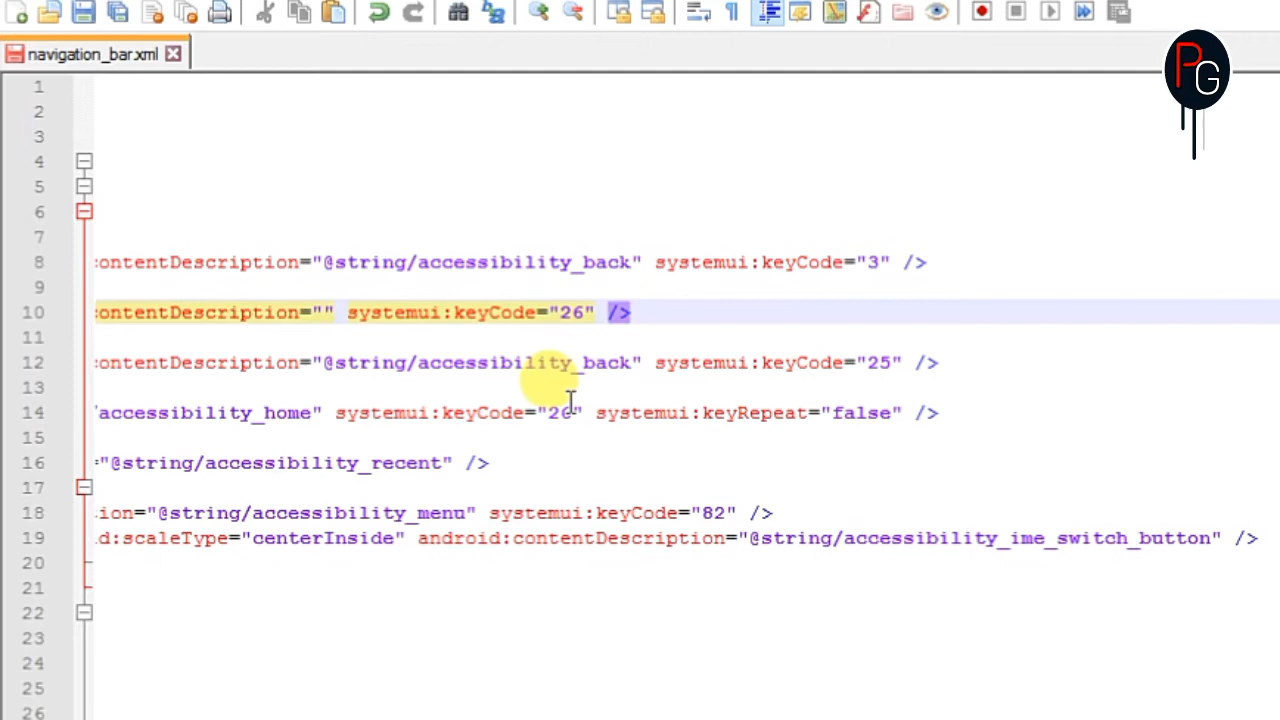 navigation_bar.xml
PG
1
2
3
4
5
6
7
8 contentDescription="@string/accessibility_back" systemui:keyCode="3" />
9
10 contentDescription="" systemui:keyCode="26" />
11
12 contentDescription="@string/accessibility_back" systemui:keyCode="25" />
13
14 'accessibility_home" systemui:keyCode="26" systemui:keyRepeat="false" />
15
16 ="@string/accessibility_recent" />
17
18 ion="@string/accessibility_menu" systemui:keyCode="82" />
19 d:scaleType="centerInside" android:contentDescription="@string/accessibility_ime_switch_button" />
20
21
22
23
24
25
26